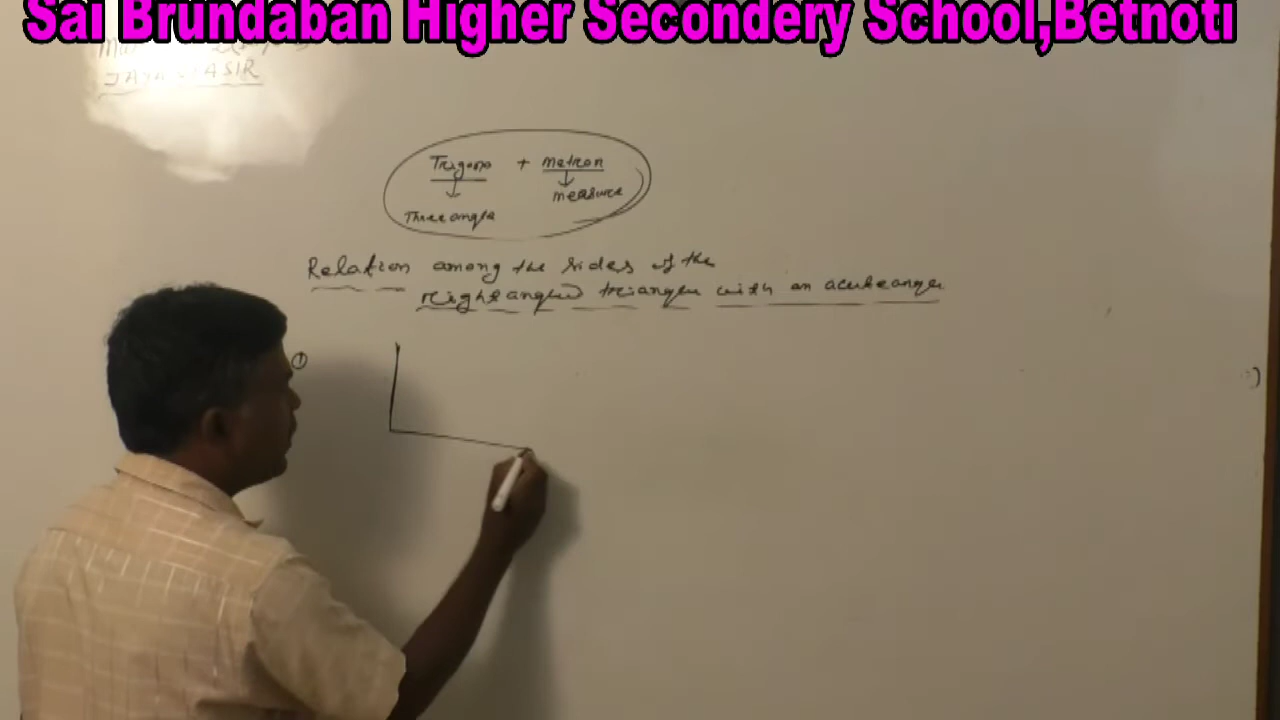 Sai Brundaban Higher Secondery School,Betnoti
Trigono + Metron
Three angle
measure
Relation among the sides of the
right angled triangle with an acute angle
①